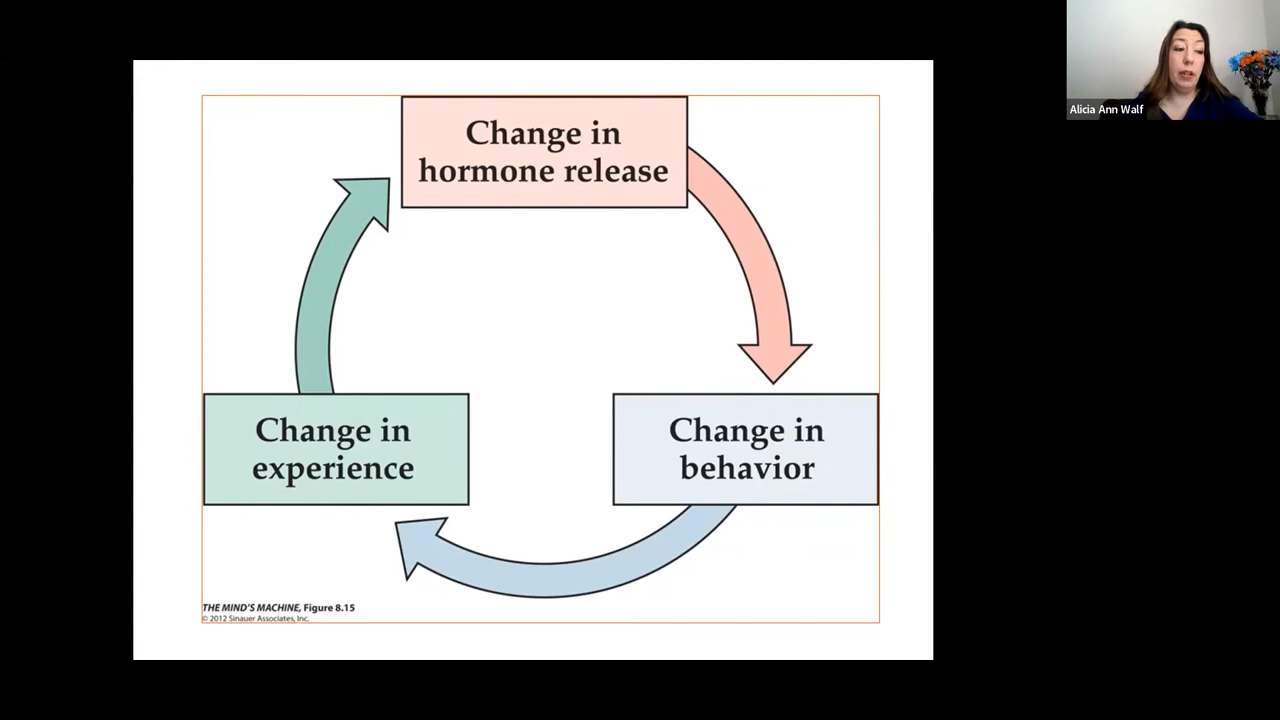 Alicia Ann Walf
Change in
hormone release
Change in
experience
Change in
behavior
THE MIND'S MACHINE, Figure 8.15
© 2012 Sinauer Associates, Inc.